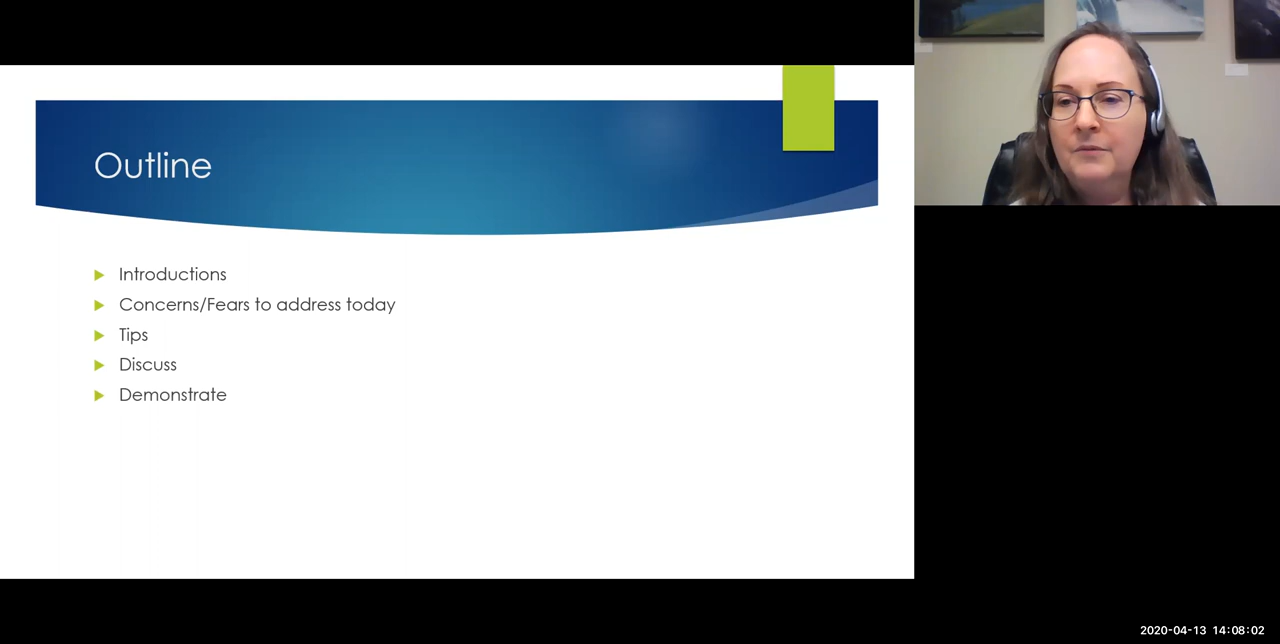 Outline
Introductions
Concerns/Fears to address today
Tips
Discuss
Demonstrate
2020-04-13 14:08:02